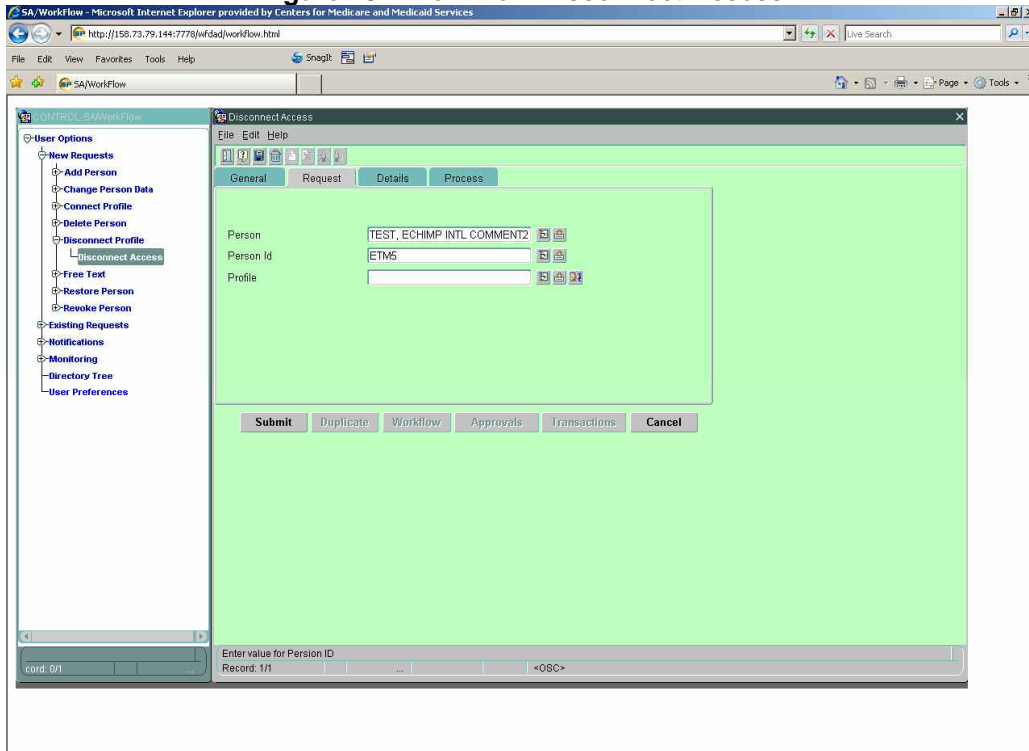 SA/WorkFlow - Microsoft Internet Explorer provided by Centers for Medicare and Medicaid Services
http://158.73.79.144:7778/wfdad/workflow.html
Live Search
File Edit View Favorites Tools Help
SnagIt
SA/WorkFlow
Page Tools
CONTROL-SA/WorkFlow
User Options
New Requests
Add Person
Change Person Data
Connect Profile
Delete Person
Disconnect Profile
Disconnect Access
Free Text
Restore Person
Revoke Person
Existing Requests
Notifications
Monitoring
Directory Tree
User Preferences
cord: 0/1 ...
Disconnect Access
File Edit Help
General Request Details Process
Person TEST, ECHIMP INTL COMMENT2
Person Id ETM5
Profile
Submit Duplicate Workflow Approvals Transactions Cancel
Enter value for Persion ID
Record: 1/1 ... <OSC>